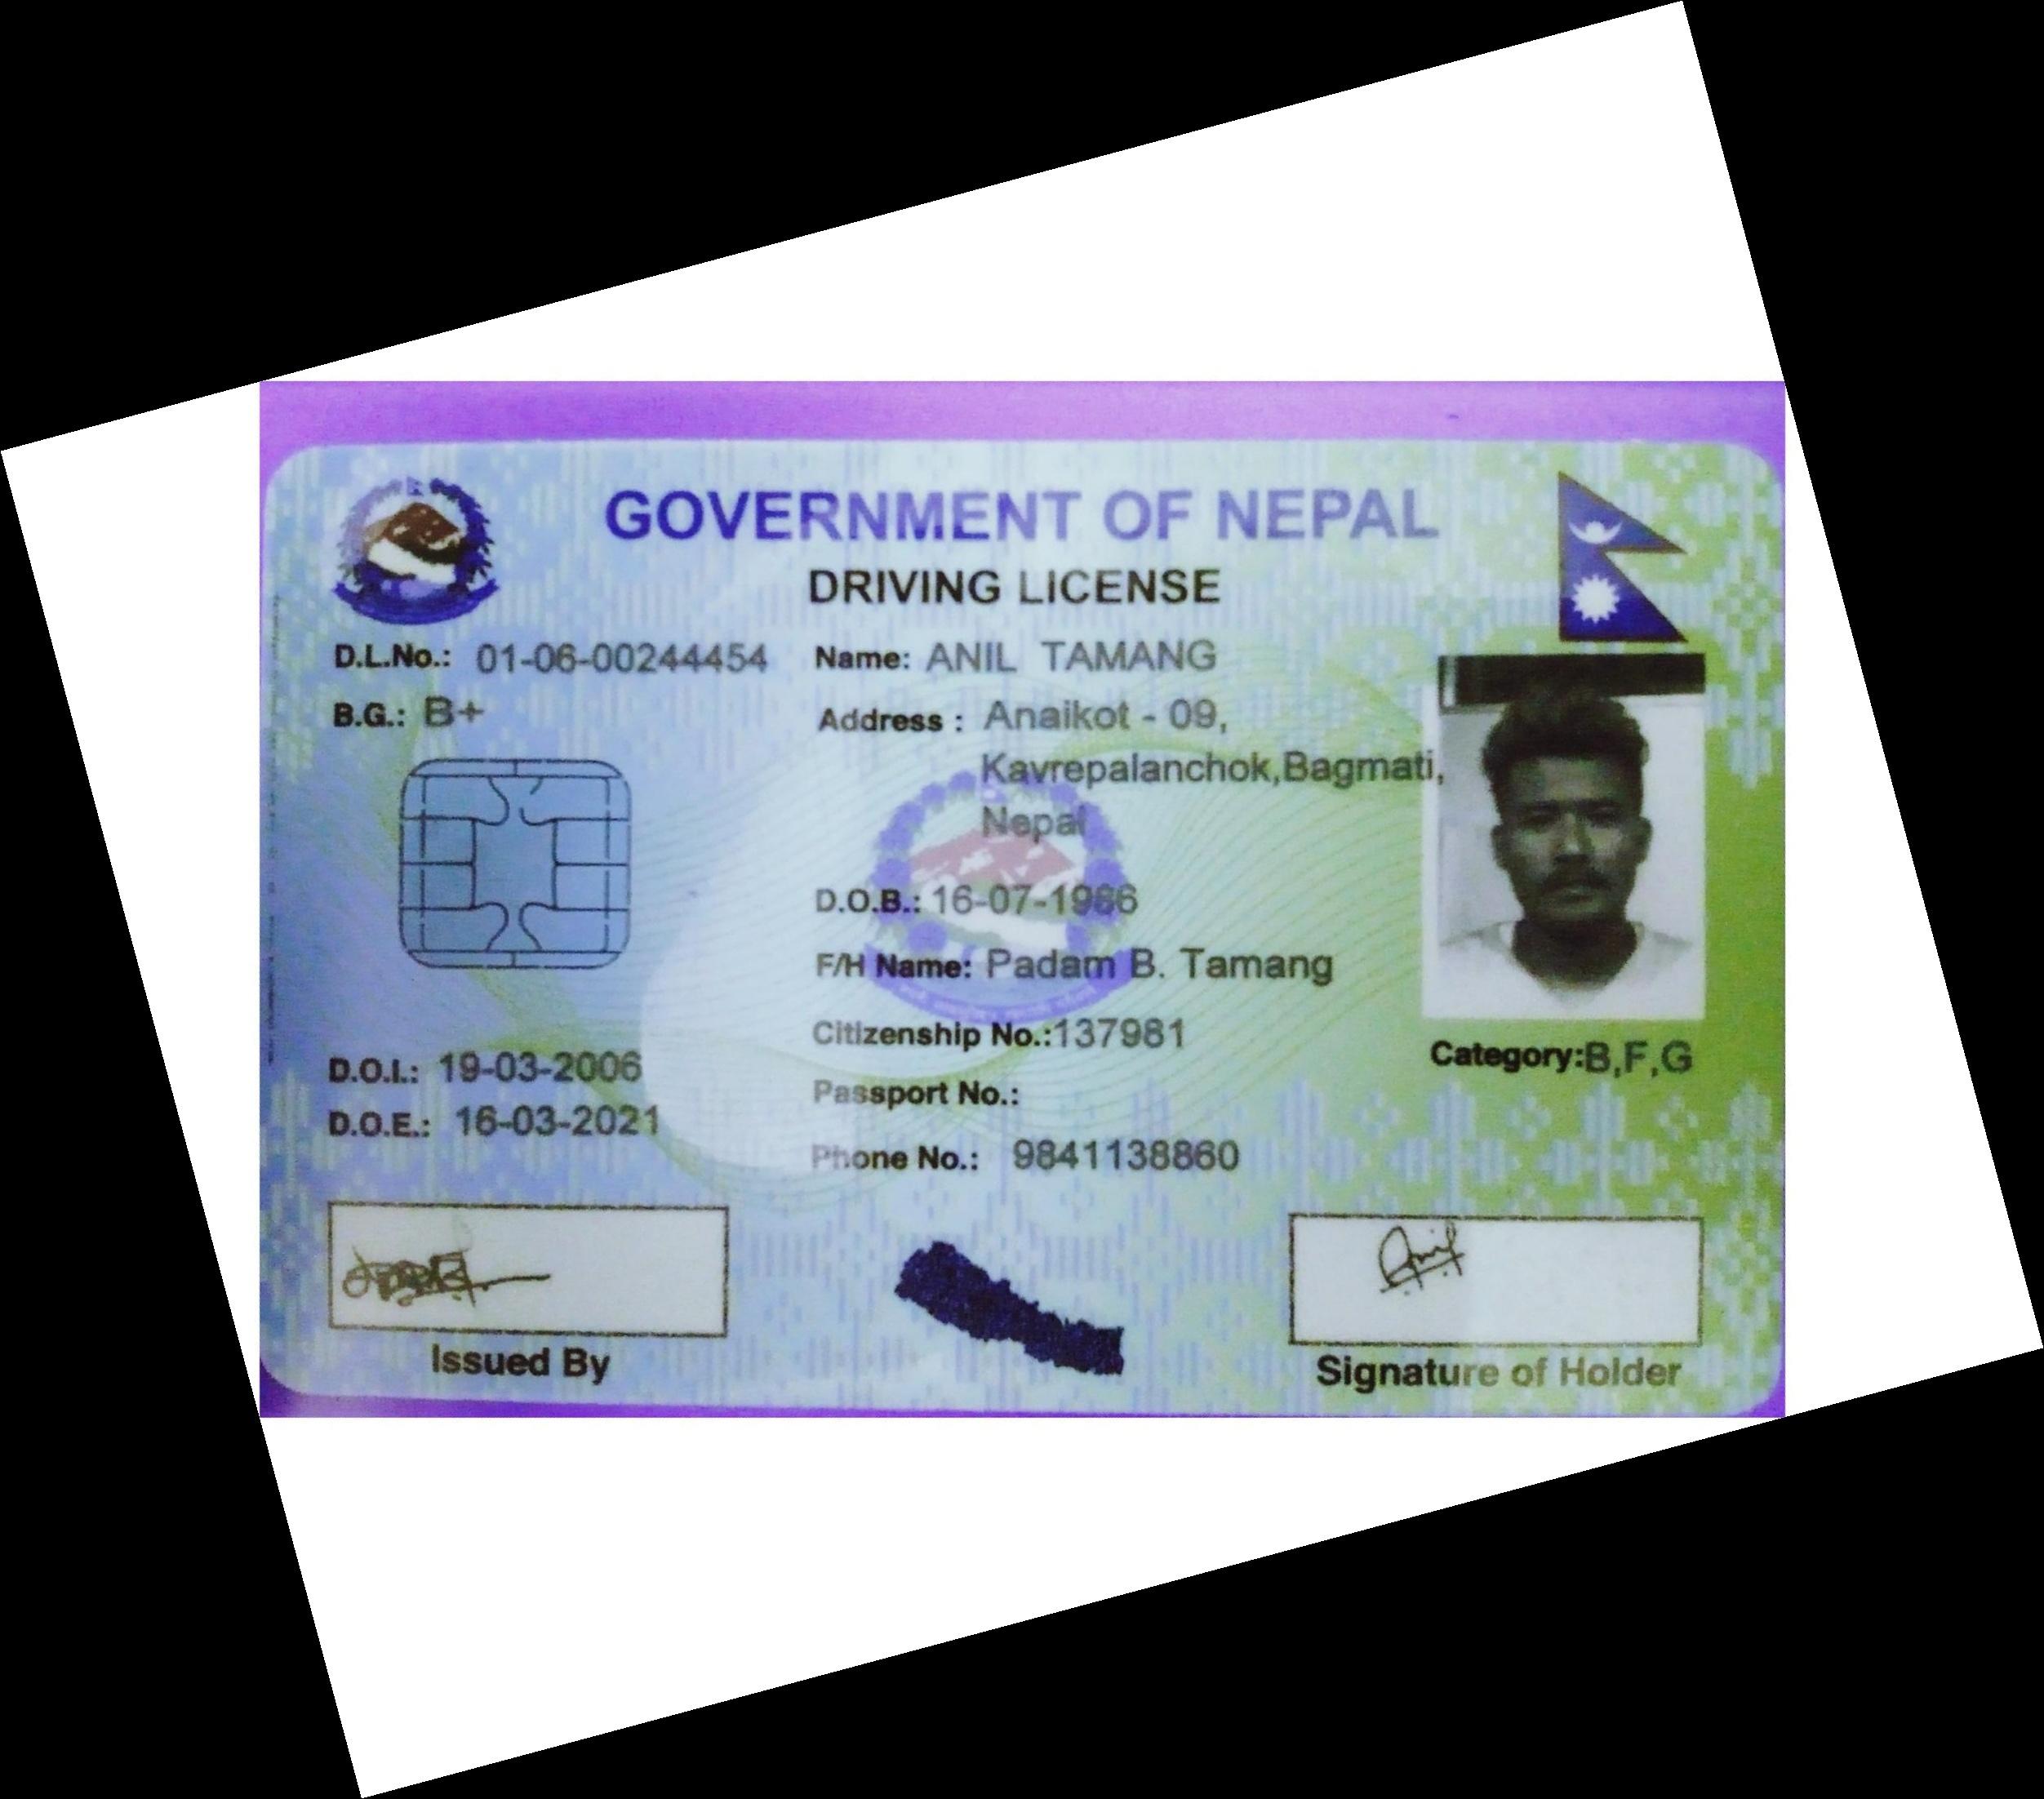 GOVERNMENT OF NEPAL
DRIVING LICENSE
D.L.No.: 01-06-00244454
B.G.: B+
Name: ANIL TAMANG
Address : Anaikot - 09,
Kavrepalanchok,Bagmati,
Nepal
D.O.B.: 16-07-1986
F/H Name: Padam B. Tamang
Citizenship No.:137981
Passport No.:
Phone No.: 9841138860
Category:B,F,G
D.O.I.: 19-03-2006
D.O.E.: 16-03-2021
Issued By
Anil
Signature of Holder